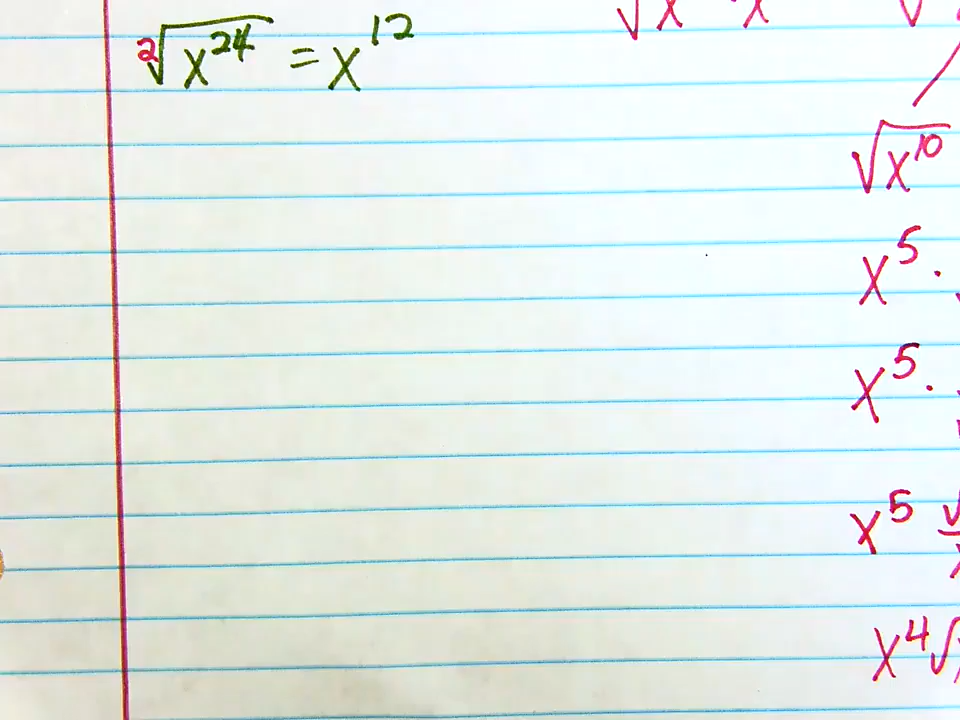 ²√x²⁴ = x¹²
√x¹⁰
x⁵ ·
x⁵ ·
x⁵ √
x⁴√